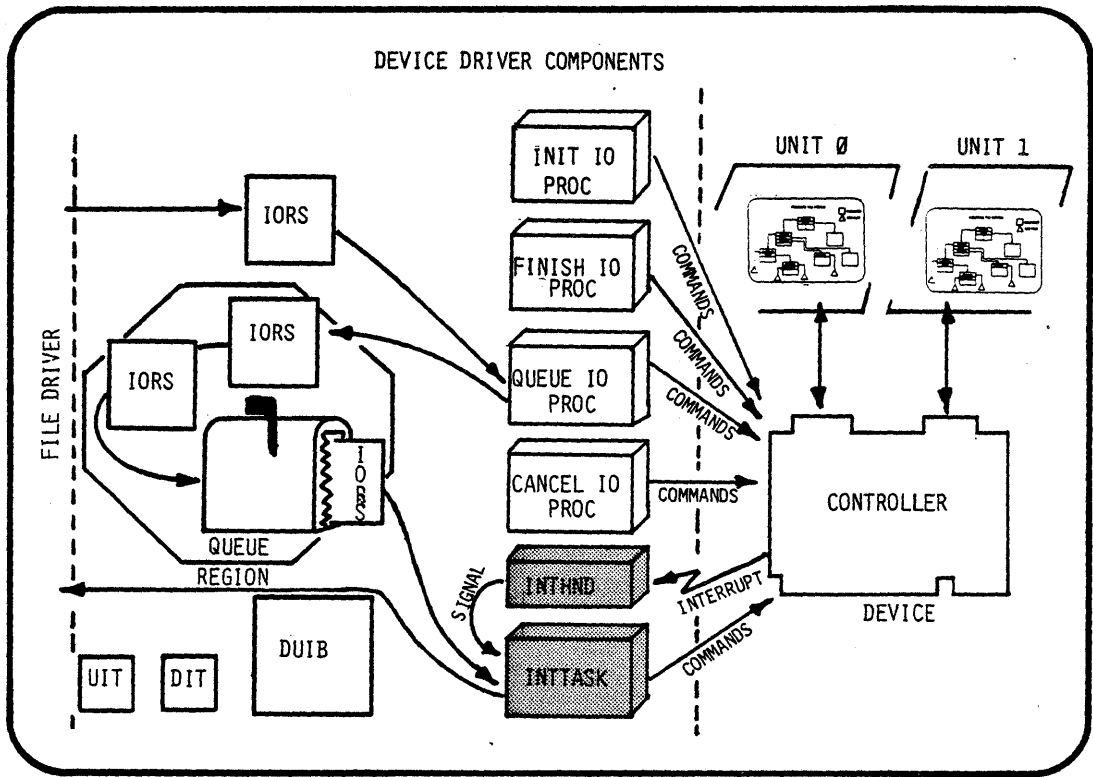 DEVICE DRIVER COMPONENTS
FILE DRIVER
IORS
IORS
IORS
IORS
QUEUE
REGION
UIT
DIT
DUIB
INIT IO
PROC
FINISH IO
PROC
QUEUE IO
PROC
CANCEL IO
PROC
INTHND
INTTASK
SIGNAL
COMMANDS
COMMANDS
COMMANDS
COMMANDS
INTERRUPT
COMMANDS
UNIT 0
UNIT 1
CONTROLLER
DEVICE